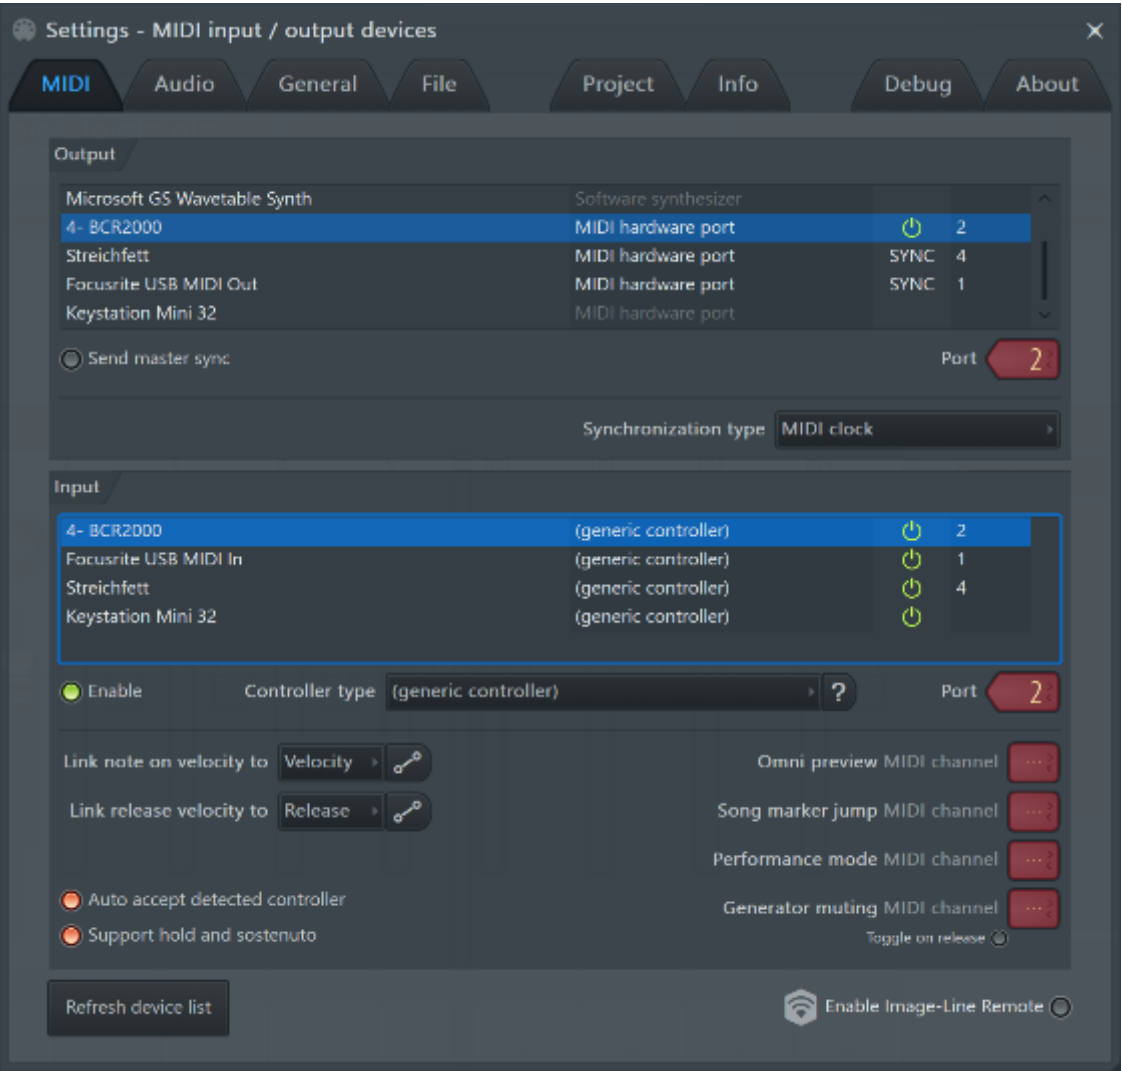 Settings - MIDI input / output devices
MIDI Audio General File Project Info Debug About
Output
Microsoft GS Wavetable Synth Software synthesizer
4- BCR2000 MIDI hardware port 2
Streichfett MIDI hardware port SYNC 4
Focusrite USB MIDI Out MIDI hardware port SYNC 1
Keystation Mini 32 MIDI hardware port
Send master sync Port 2
Synchronization type MIDI clock
Input
4- BCR2000 (generic controller) 2
Focusrite USB MIDI In (generic controller) 1
Streichfett (generic controller) 4
Keystation Mini 32 (generic controller)
Enable Controller type (generic controller) ? Port 2
Link note on velocity to Velocity Omni preview MIDI channel ---
Link release velocity to Release Song marker jump MIDI channel ---
Performance mode MIDI channel ---
Auto accept detected controller Generator muting MIDI channel ---
Support hold and sostenuto Toggle on release
Refresh device list Enable Image-Line Remote